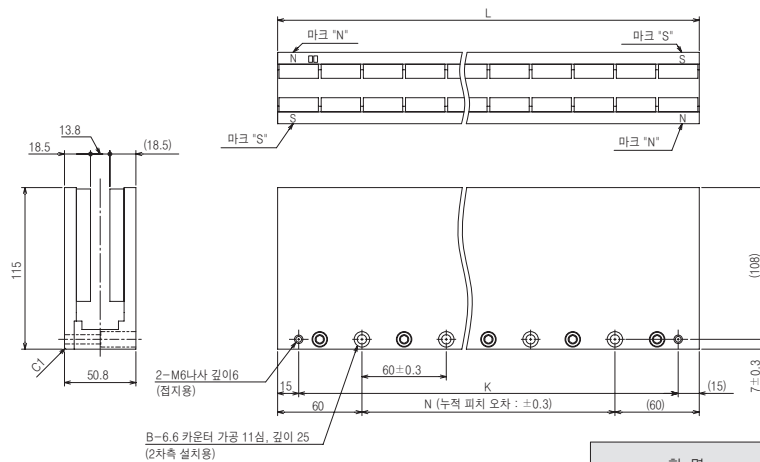 L
마크 "N"
마크 "S"
N
S
S
N
마크 "S"
마크 "N"
13.8
18.5
(18.5)
115
C1
50.8
(108)
7±0.3
2-M6나사 깊이6
(접지용)
60±0.3
15
K
(15)
60
N (누적 피치 오차 : ±0.3)
(60)
B-6.6 카운터 가공 11심, 깊이 25
(2차측 설치용)